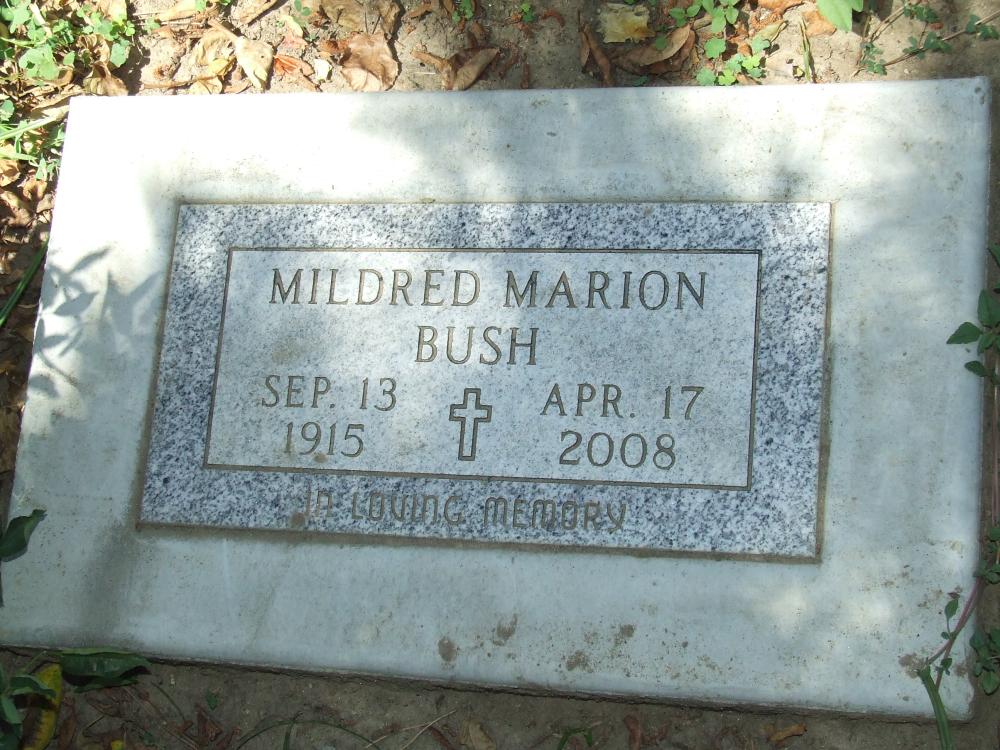 MILDRED MARION
BUSH
SEP. 13 APR. 17
1915 2008
IN LOVING MEMORY